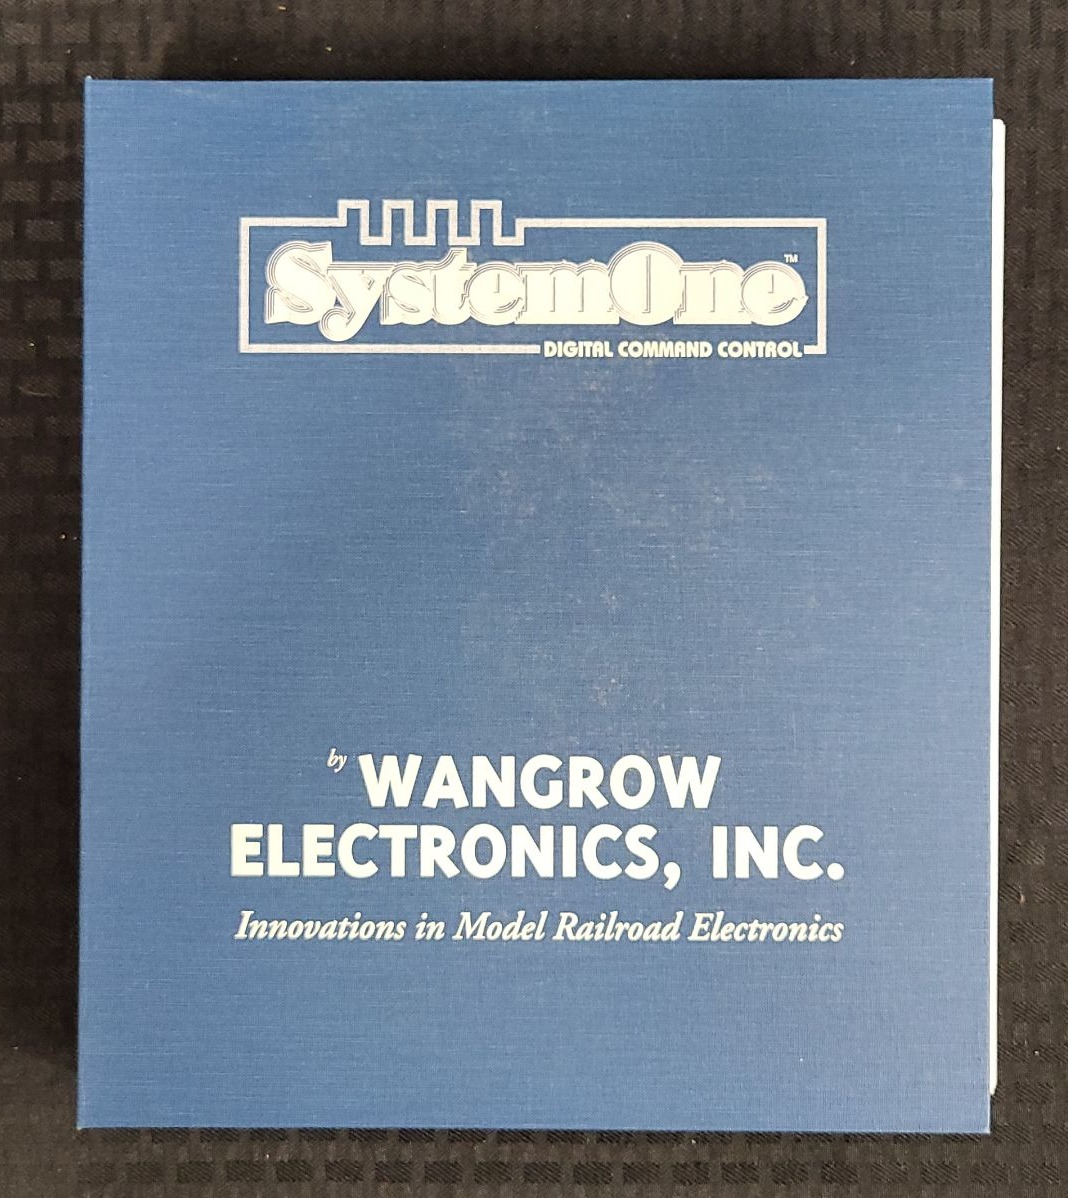 SystemOne™
DIGITAL COMMAND CONTROL
by WANGROW
ELECTRONICS, INC.
Innovations in Model Railroad Electronics